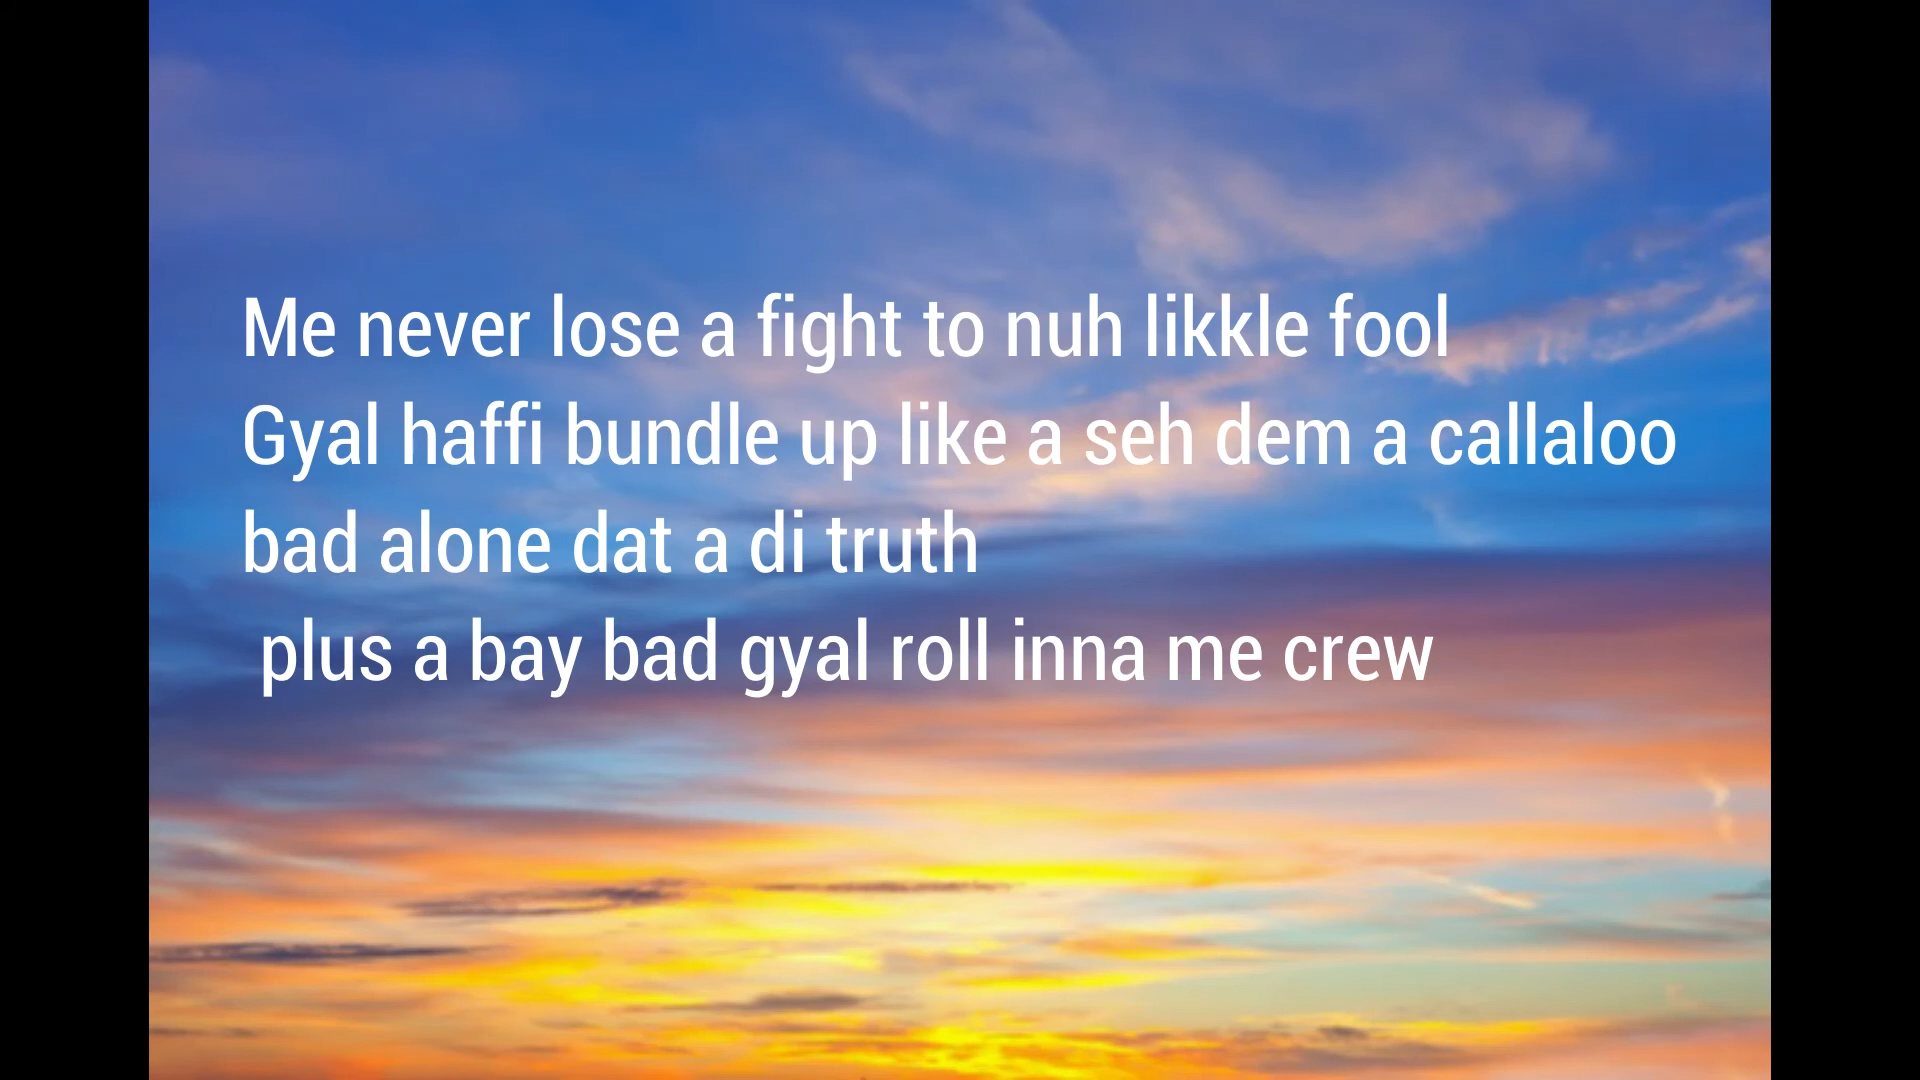 Me never lose a fight to nuh likkle fool
Gyal haffi bundle up like a seh dem a callaloo
bad alone dat a di truth
plus a bay bad gyal roll inna me crew